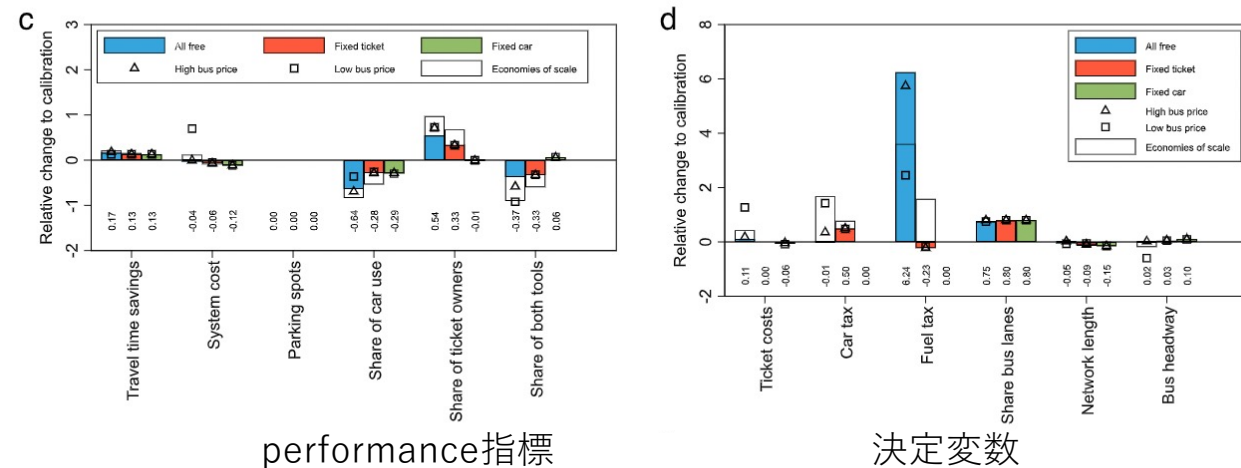 c
Relative change to calibration
3
2
1
0
-1
-2
All free
Fixed ticket
Fixed car
High bus price
Low bus price
Economies of scale
0.17 0.13 0.13
-0.04 -0.06 -0.12
0.00 0.00 0.00
-0.64 -0.28 -0.29
0.54 0.33 -0.01
-0.37 -0.33 0.06
Travel time savings
System cost
Parking spots
Share of car use
Share of ticket owners
Share of both tools
performance指標
d
Relative change to calibration
8
6
4
2
0
-2
All free
Fixed ticket
Fixed car
High bus price
Low bus price
Economies of scale
0.11 0.00 -0.06
-0.01 0.50 0.00
6.24 -0.23 0.00
0.75 0.80 0.80
-0.05 -0.09 -0.15
0.02 0.03 0.10
Ticket costs
Car tax
Fuel tax
Share bus lanes
Network length
Bus headway
決定変数